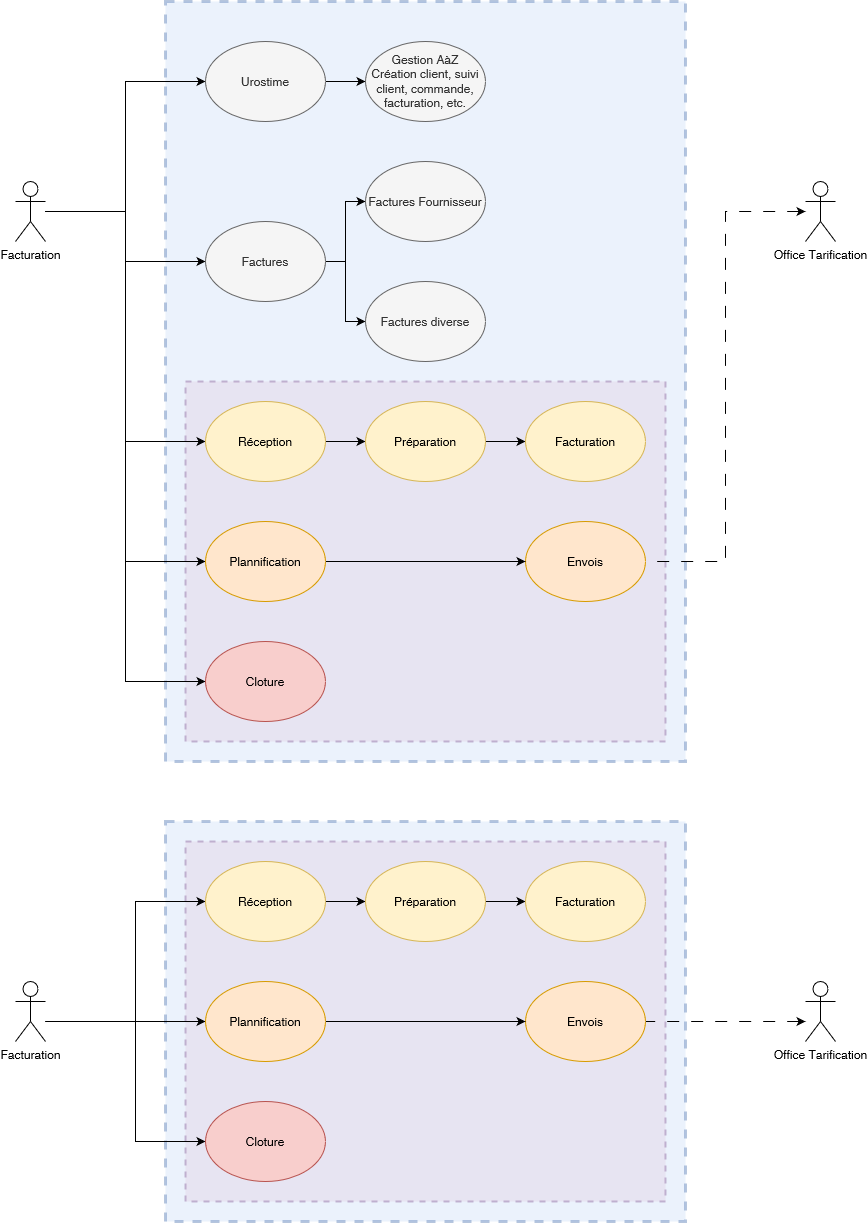 Urostime
Gestion AàZ
Création client, suivi
client, commande,
facturation, etc.
Factures Fournisseur
Facturation
Office Tarification
Factures
Factures diverse
Réception
Préparation
Facturation
Plannification
Envois
Cloture
Réception
Préparation
Facturation
Plannification
Envois
Facturation
Office Tarification
Cloture